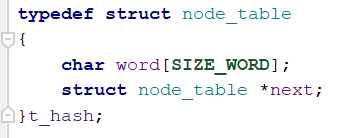 typedef struct node_table
{
    char word[SIZE_WORD];
    struct node_table *next;
}t_hash;